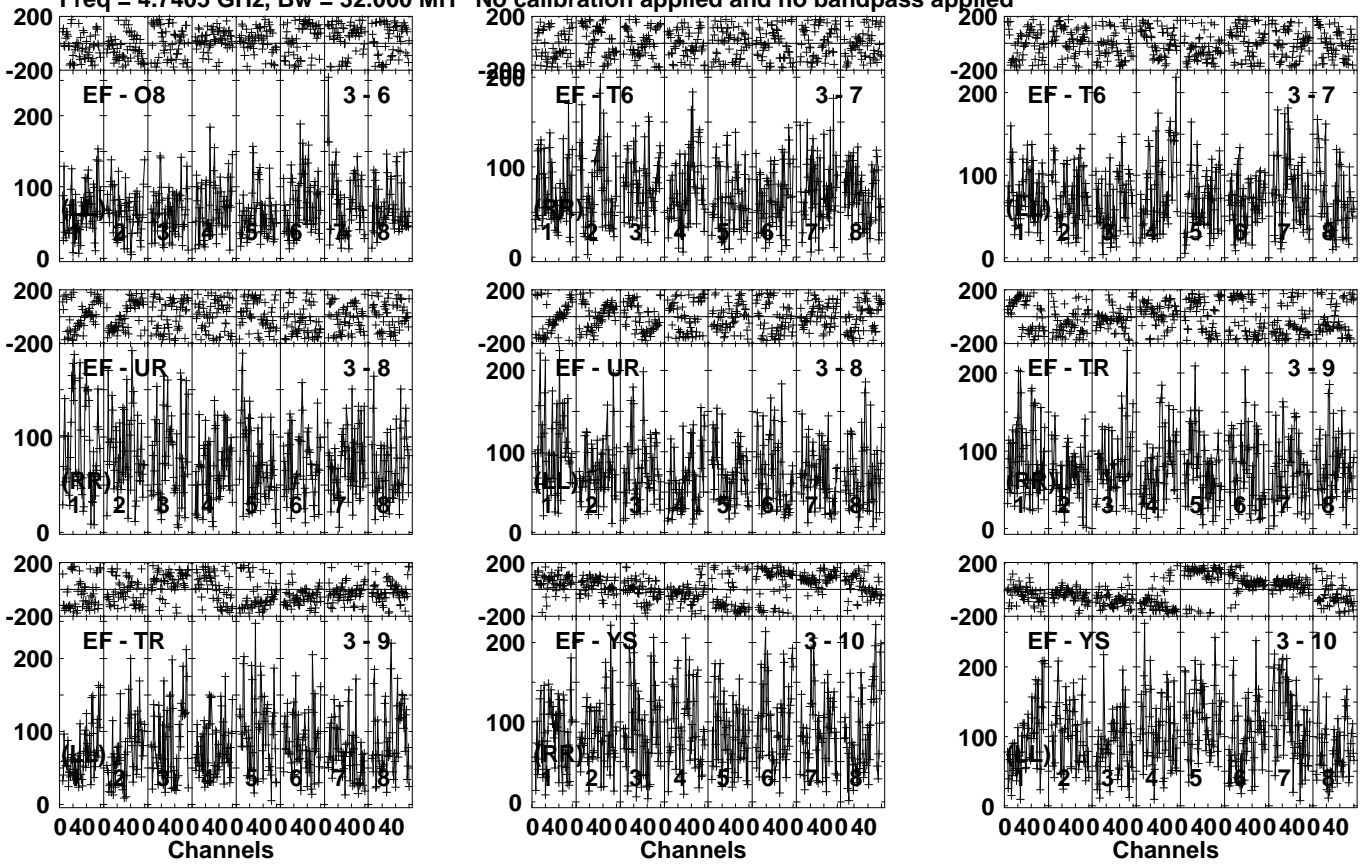 Freq = 4.7405 GHz, Bw = 32.000 MH No calibration applied and no bandpass applied
200 200 200
-200 -200 -200
EF - O8 3 - 6 200 EF - T6 3 - 7 EF - T6 3 - 7
200 200 200
100 100 100
(LL) (RR) (LL)
1 2 3 4 5 6 7 8 1 2 3 4 5 6 7 8 1 2 3 4 5 6 7 8
0 0 0
200 200 200
-200 -200 -200
EF - UR 3 - 8 EF - UR 3 - 8 EF - TR 3 - 9
200 200
100 100 100
(RR) (LL) (RR)
1 2 3 4 5 6 7 8 1 2 3 4 5 6 7 8 1 2 3 4 5 6 7 8
0 0 0
200 200 200
-200 -200 -200
EF - TR 3 - 9 EF - YS 3 - 10 EF - YS 3 - 10
200 200 200
100 100 100
(LL) (RR) (LL)
1 2 3 4 5 6 7 8 1 2 3 4 5 6 7 8 1 2 3 4 5 6 7 8
0 0 0
0 40 0 40 0 40 0 40 0 40 0 40 0 40 40 0 40 0 40 0 40 0 40 0 40 0 40 0 40 40 0 40 0 40 0 40 0 40 0 40 0 40 0 40 40
Channels Channels Channels